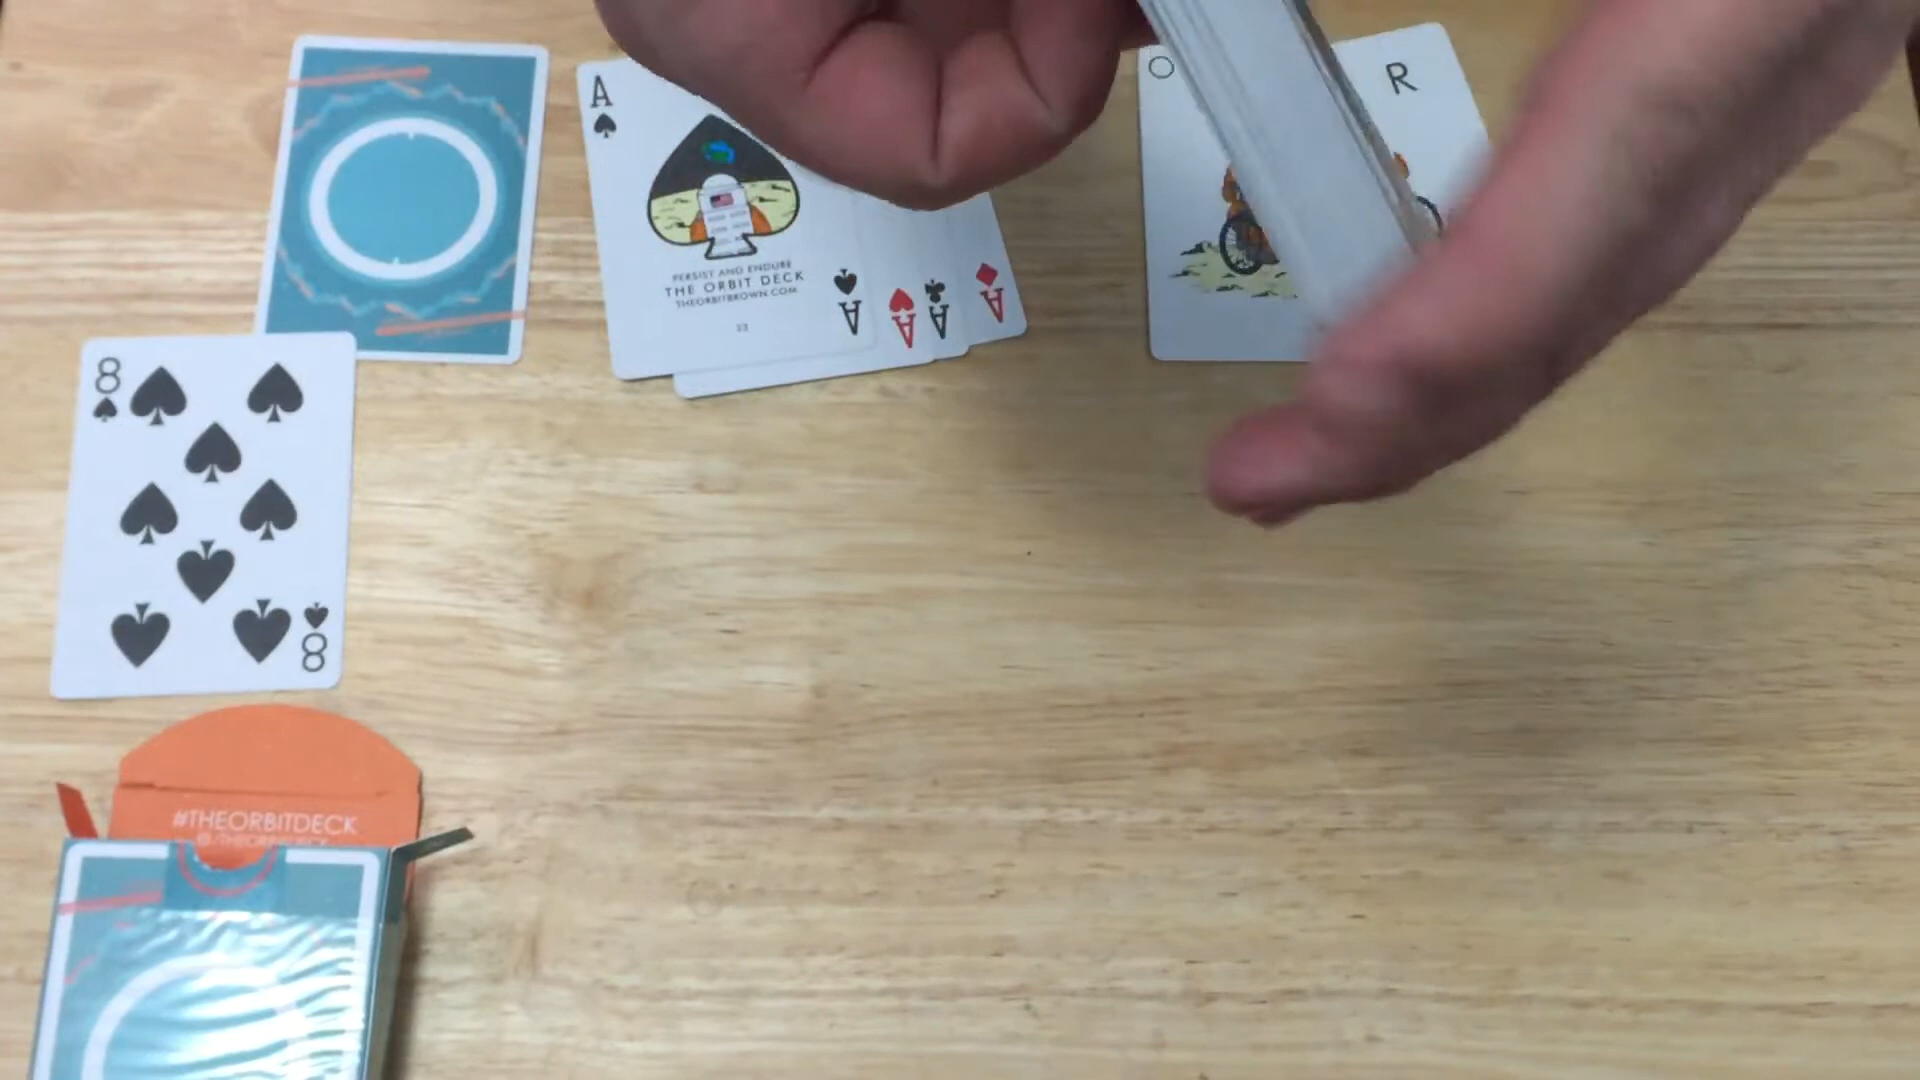 A
PERSIST AND ENDURE
THE ORBIT DECK
THEORBITBROWN.COM
A
A
A
A
O R
8
8
#THEORBITDECK